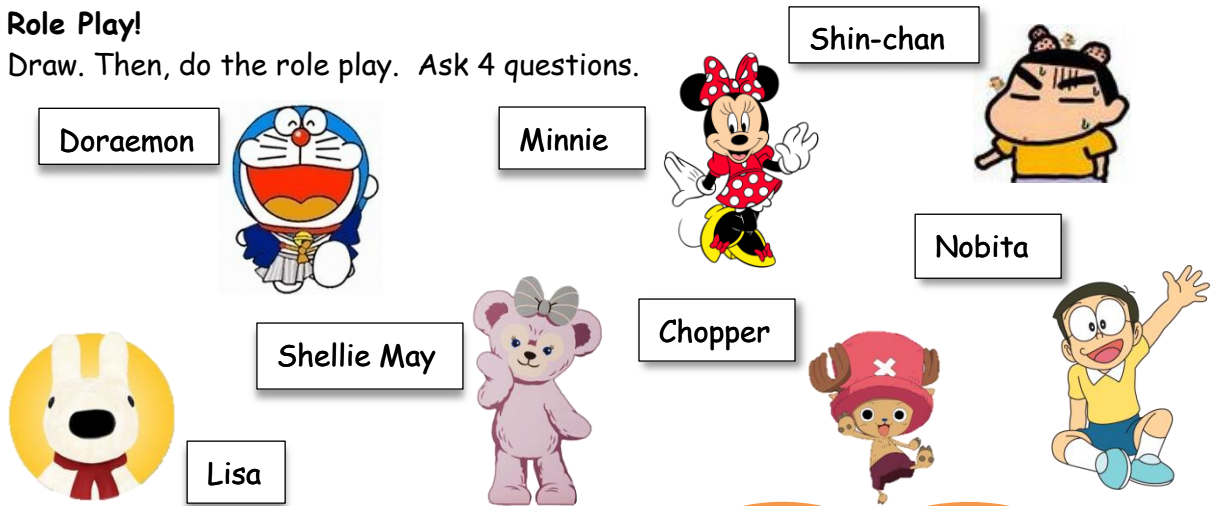 Role Play!
Draw. Then, do the role play. Ask 4 questions.
Shin-chan
Doraemon
Minnie
Nobita
Chopper
Shellie May
Lisa